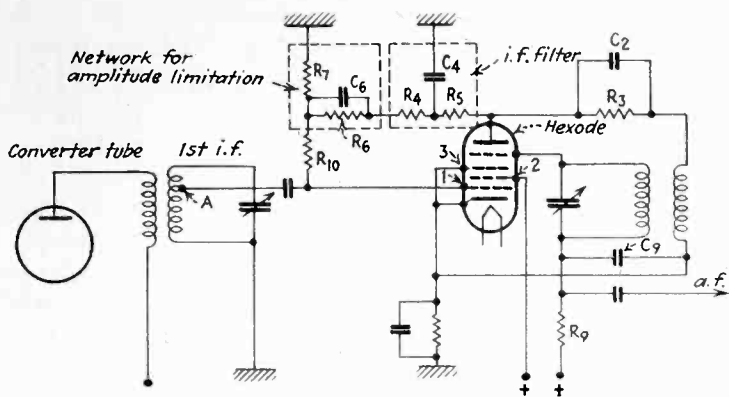 Network for
amplitude limitation
R7
C6
R6
R10
C4
i.f. filter
R4
R5
C2
R3
Hexode
3
1
2
Converter tube
1st i.f.
A
C9
a.f.
R9
+
+